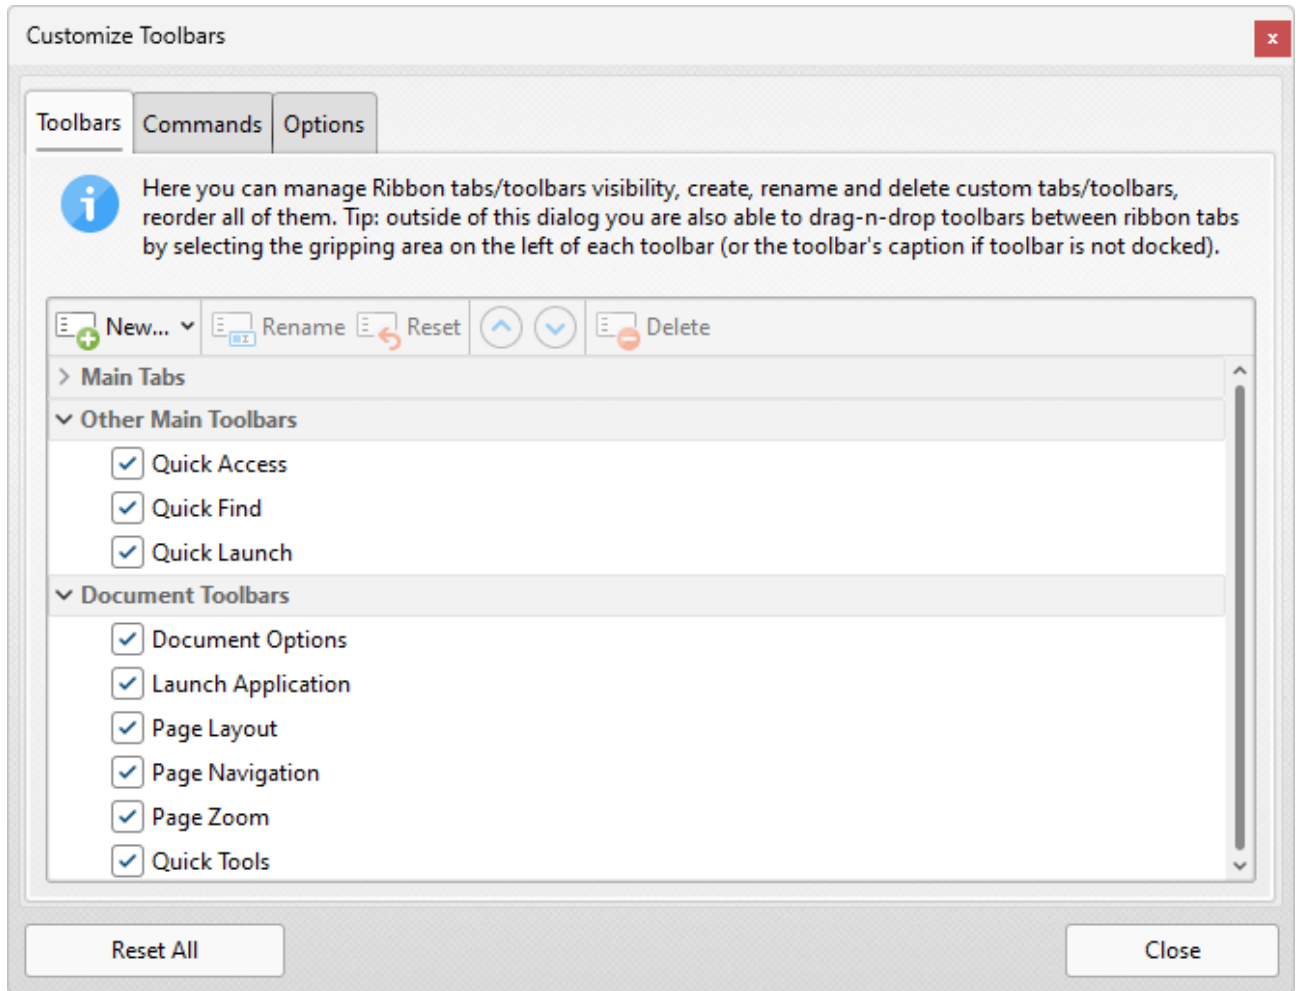 Customize Toolbars
x
Toolbars Commands Options
Here you can manage Ribbon tabs/toolbars visibility, create, rename and delete custom tabs/toolbars,
reorder all of them. Tip: outside of this dialog you are also able to drag-n-drop toolbars between ribbon tabs
by selecting the gripping area on the left of each toolbar (or the toolbar's caption if toolbar is not docked).
New... Rename Reset Delete
Main Tabs
Other Main Toolbars
Quick Access
Quick Find
Quick Launch
Document Toolbars
Document Options
Launch Application
Page Layout
Page Navigation
Page Zoom
Quick Tools
Reset All Close